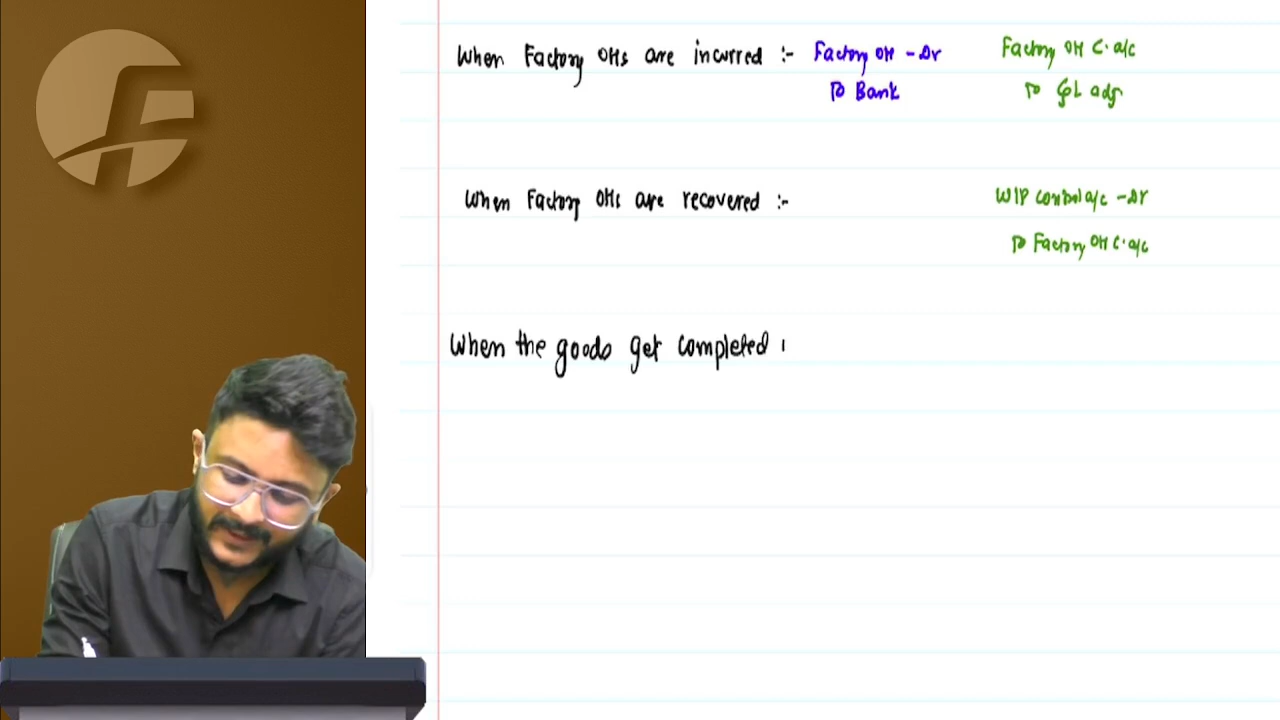 When Factory OHs are incurred :- Factory OH - Dr Factory OH C. a/c
To Bank To GL adj
When Factory OHs are recovered :- WIP control a/c - Dr
To Factory OH C. a/c
When the goods get completed